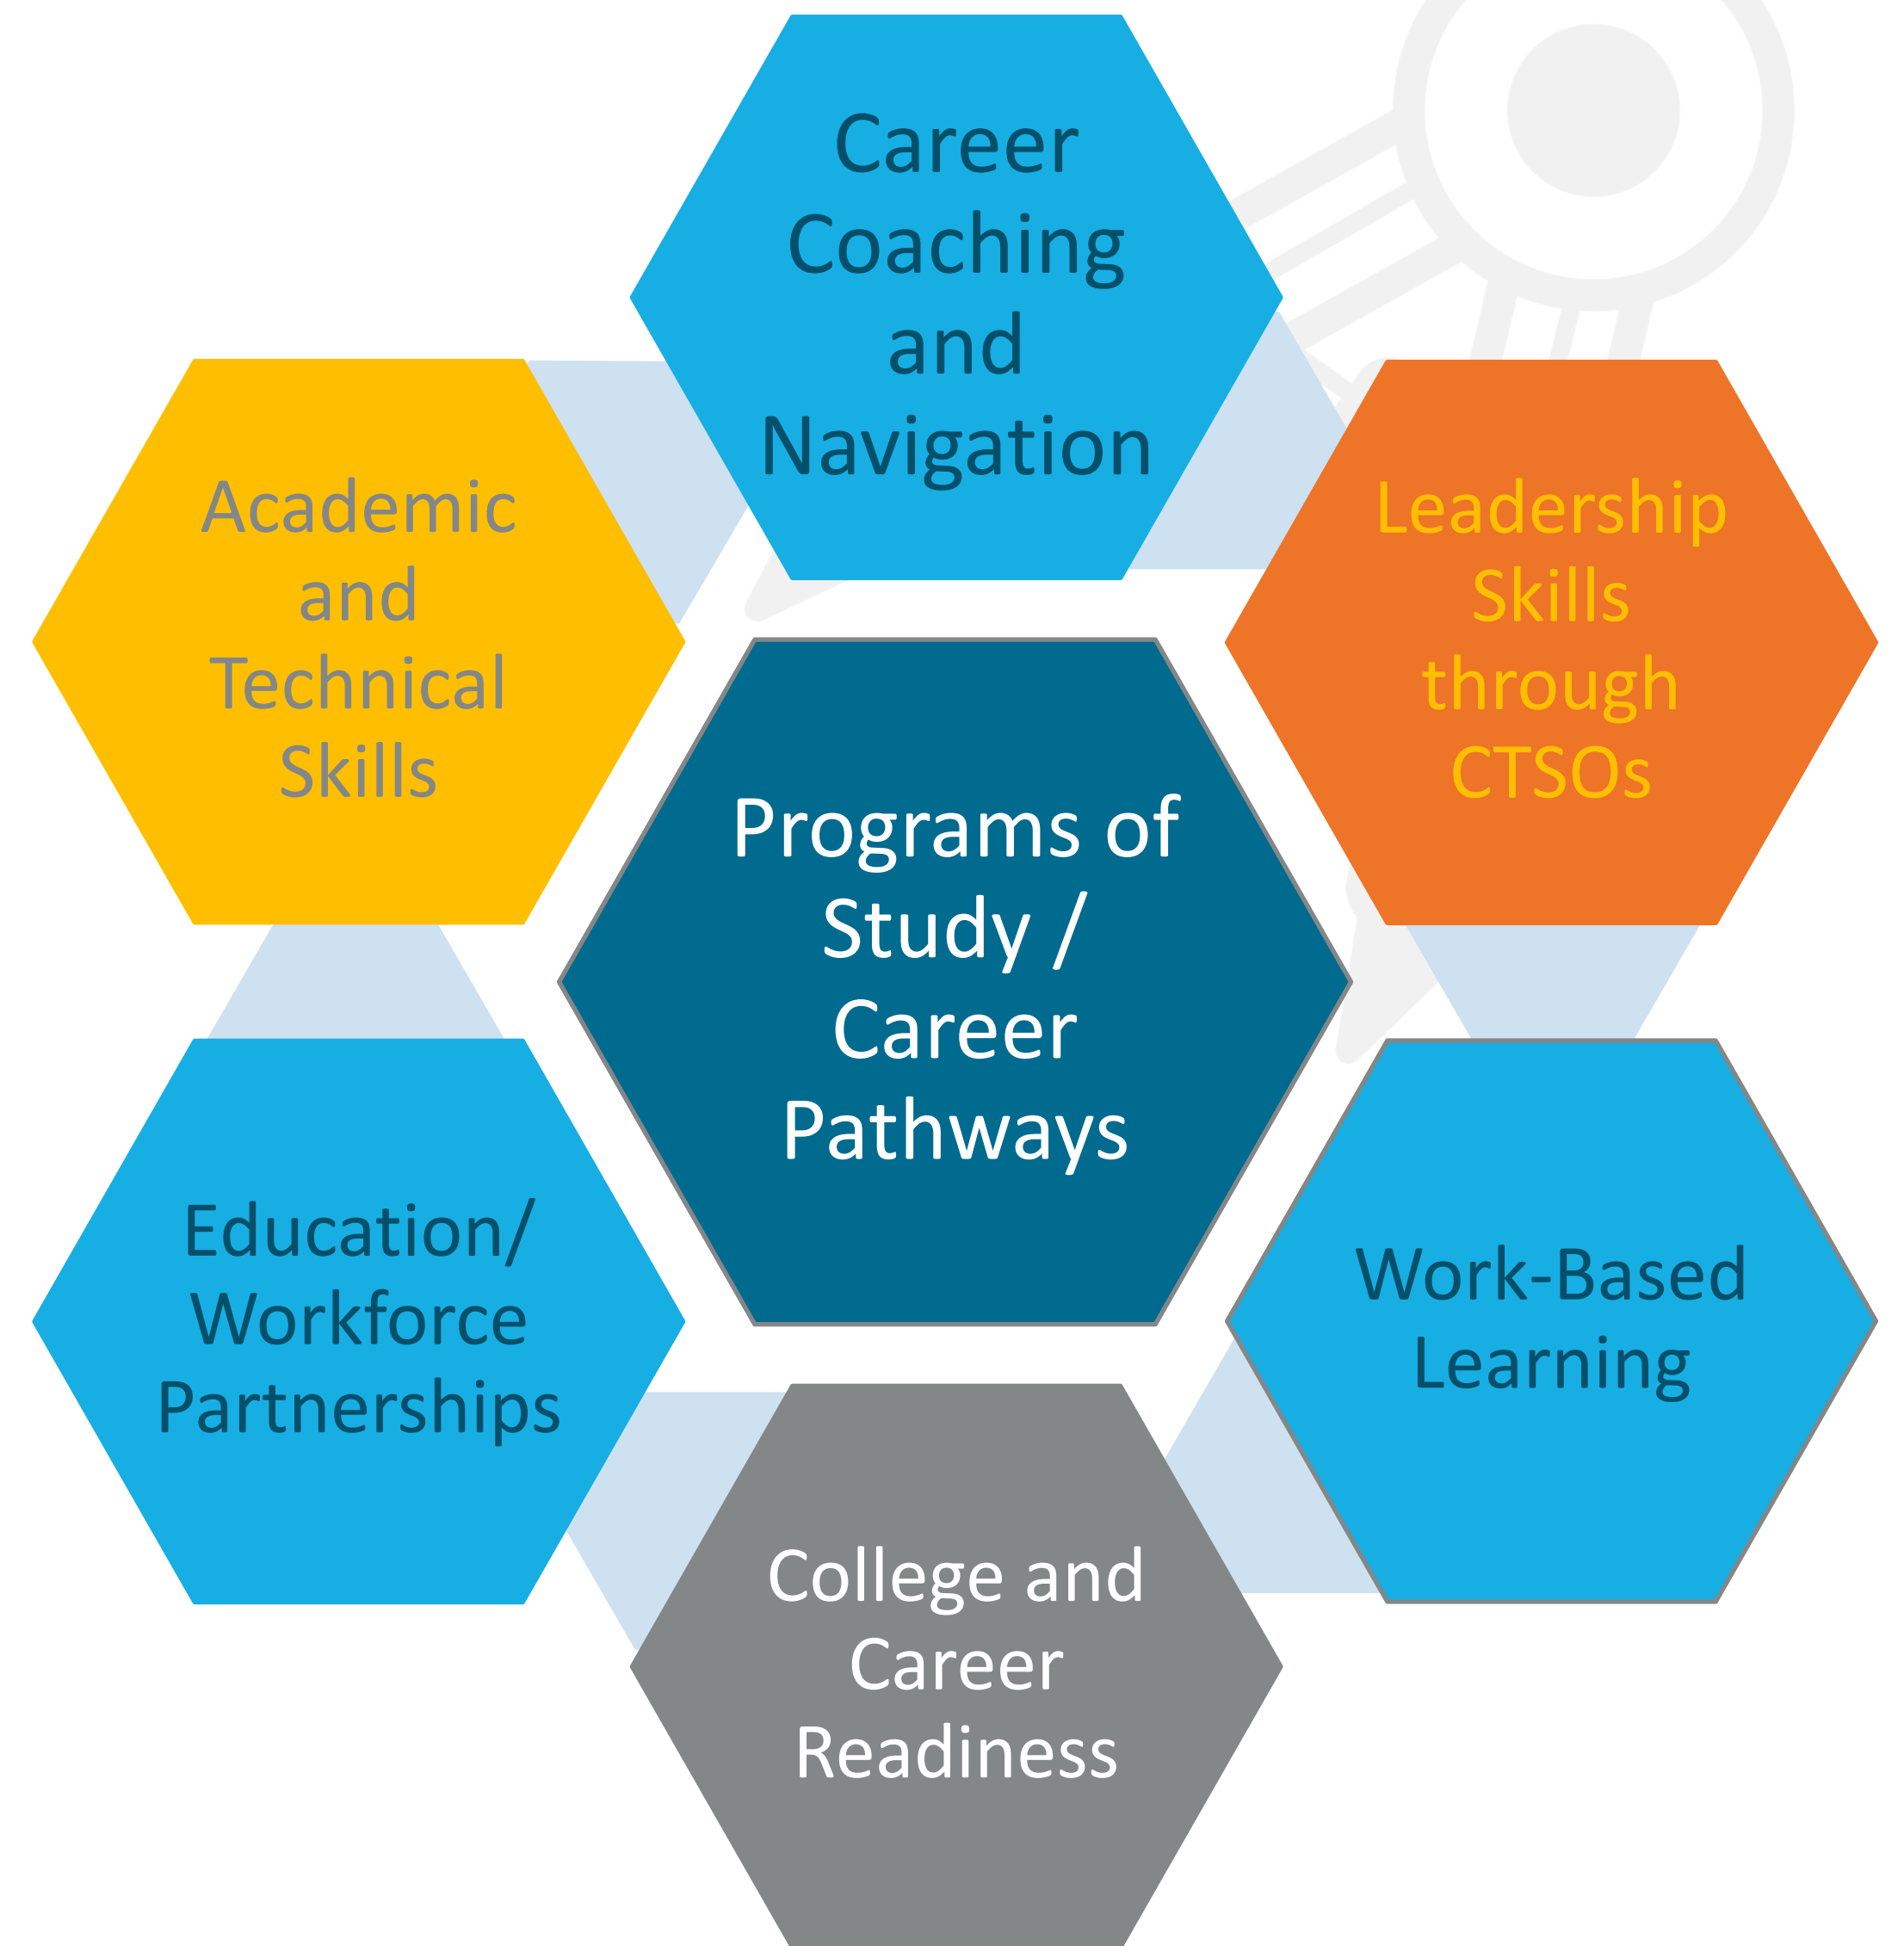 Career
Coaching
and
Navigation
Academic
and
Technical
Skills
Leadership
Skills
through
CTSOs
Programs of
Study /
Career
Pathways
Education/
Workforce
Partnerships
Work-Based
Learning
College and
Career
Readiness